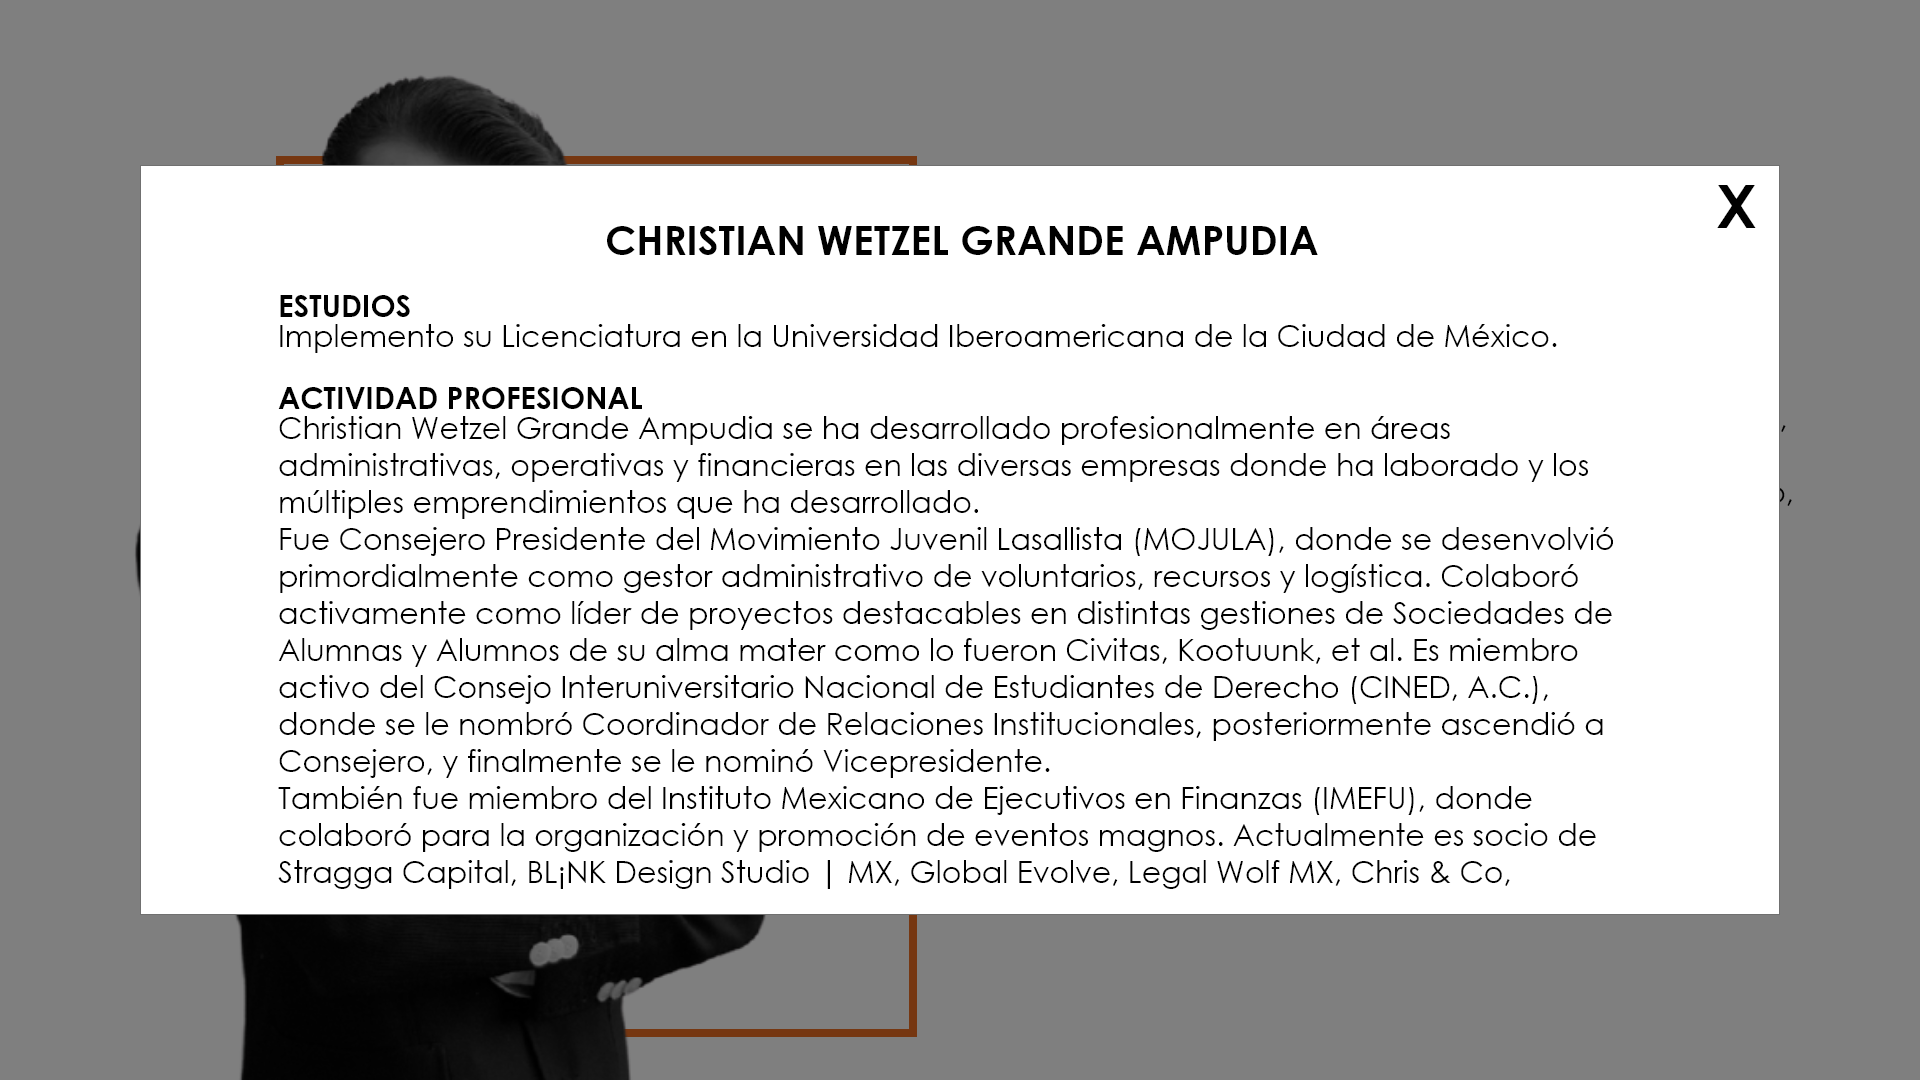 X
CHRISTIAN WETZEL GRANDE AMPUDIA
ESTUDIOS
Implemento su Licenciatura en la Universidad Iberoamericana de la Ciudad de México.
ACTIVIDAD PROFESIONAL
Christian Wetzel Grande Ampudia se ha desarrollado profesionalmente en áreas
administrativas, operativas y financieras en las diversas empresas donde ha laborado y los
múltiples emprendimientos que ha desarrollado.
Fue Consejero Presidente del Movimiento Juvenil Lasallista (MOJULA), donde se desenvolvió
primordialmente como gestor administrativo de voluntarios, recursos y logística. Colaboró
activamente como líder de proyectos destacables en distintas gestiones de Sociedades de
Alumnas y Alumnos de su alma mater como lo fueron Civitas, Kootuunk, et al. Es miembro
activo del Consejo Interuniversitario Nacional de Estudiantes de Derecho (CINED, A.C.),
donde se le nombró Coordinador de Relaciones Institucionales, posteriormente ascendió a
Consejero, y finalmente se le nominó Vicepresidente.
También fue miembro del Instituto Mexicano de Ejecutivos en Finanzas (IMEFU), donde
colaboró para la organización y promoción de eventos magnos. Actualmente es socio de
Stragga Capital, BL¡NK Design Studio | MX, Global Evolve, Legal Wolf MX, Chris & Co,